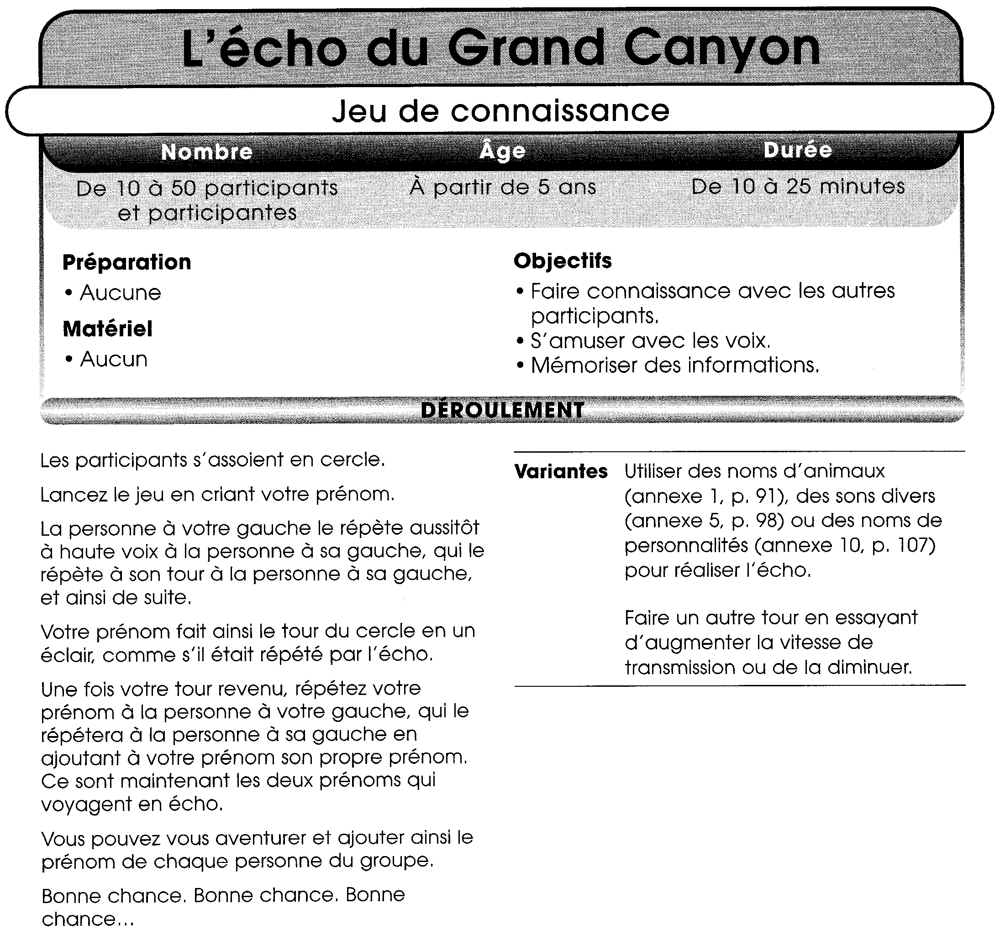 L'écho du Grand Canyon
Jeu de connaissance
Nombre
Âge
Durée
De 10 à 50 participants
et participantes
À partir de 5 ans
De 10 à 25 minutes
Préparation
• Aucune
Matériel
• Aucun
Objectifs
• Faire connaissance avec les autres
participants.
• S'amuser avec les voix.
• Mémoriser des informations.
DÉROULEMENT
Les participants s'assoient en cercle.
Lancez le jeu en criant votre prénom.
La personne à votre gauche le répète aussitôt
à haute voix à la personne à sa gauche, qui le
répète à son tour à la personne à sa gauche,
et ainsi de suite.
Votre prénom fait ainsi le tour du cercle en un
éclair, comme s'il était répété par l'écho.
Une fois votre tour revenu, répétez votre
prénom à la personne à votre gauche, qui le
répétera à la personne à sa gauche en
ajoutant à votre prénom son propre prénom.
Ce sont maintenant les deux prénoms qui
voyagent en écho.
Vous pouvez vous aventurer et ajouter ainsi le
prénom de chaque personne du groupe.
Bonne chance. Bonne chance. Bonne
chance...
Variantes Utiliser des noms d'animaux
(annexe 1, p. 91), des sons divers
(annexe 5, p. 98) ou des noms de
personnalités (annexe 10, p. 107)
pour réaliser l'écho.
Faire un autre tour en essayant
d'augmenter la vitesse de
transmission ou de la diminuer.